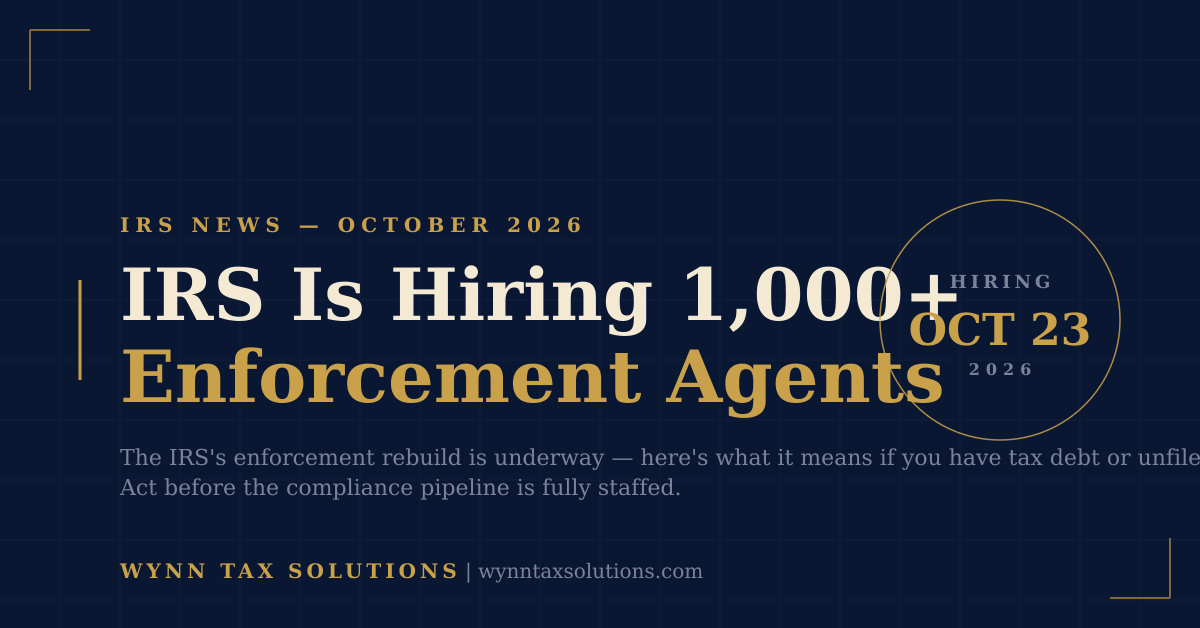 IRS NEWS — OCTOBER 2026
IRS Is Hiring 1,000+
Enforcement Agents
HIRING
OCT 23
2026
The IRS's enforcement rebuild is underway — here's what it means if you have tax debt or unfile
Act before the compliance pipeline is fully staffed.
WYNN TAX SOLUTIONS | wynntaxsolutions.com